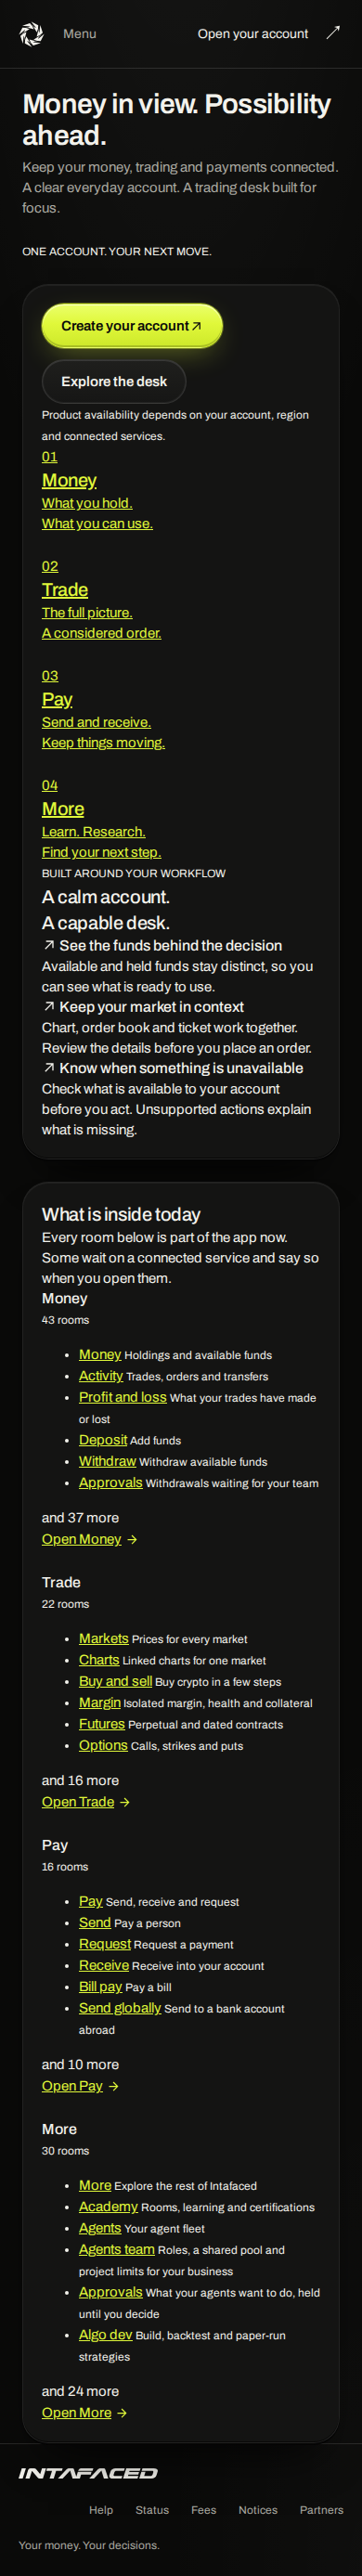 Menu
Open your account
Money in view. Possibility
ahead.
Keep your money, trading and payments connected.
A clear everyday account. A trading desk built for
focus.
ONE ACCOUNT. YOUR NEXT MOVE.
Create your account
Explore the desk
Product availability depends on your account, region
and connected services.
01
Money
What you hold.
What you can use.
02
Trade
The full picture.
A considered order.
03
Pay
Send and receive.
Keep things moving.
04
More
Learn. Research.
Find your next step.
BUILT AROUND YOUR WORKFLOW
A calm account.
A capable desk.
See the funds behind the decision
Available and held funds stay distinct, so you
can see what is ready to use.
Keep your market in context
Chart, order book and ticket work together.
Review the details before you place an order.
Know when something is unavailable
Check what is available to your account
before you act. Unsupported actions explain
what is missing.
What is inside today
Every room below is part of the app now.
Some wait on a connected service and say so
when you open them.
Money
43 rooms
Money Holdings and available funds
Activity Trades, orders and transfers
Profit and loss What your trades have made
or lost
Deposit Add funds
Withdraw Withdraw available funds
Approvals Withdrawals waiting for your team
and 37 more
Open Money →
Trade
22 rooms
Markets Prices for every market
Charts Linked charts for one market
Buy and sell Buy crypto in a few steps
Margin Isolated margin, health and collateral
Futures Perpetual and dated contracts
Options Calls, strikes and puts
and 16 more
Open Trade →
Pay
16 rooms
Pay Send, receive and request
Send Pay a person
Request Request a payment
Receive Receive into your account
Bill pay Pay a bill
Send globally Send to a bank account
abroad
and 10 more
Open Pay →
More
30 rooms
More Explore the rest of Intafaced
Academy Rooms, learning and certifications
Agents Your agent fleet
Agents team Roles, a shared pool and
project limits for your business
Approvals What your agents want to do, held
until you decide
Algo dev Build, backtest and paper-run
strategies
and 24 more
Open More →
INTAFACED
Help Status Fees Notices Partners
Your money. Your decisions.